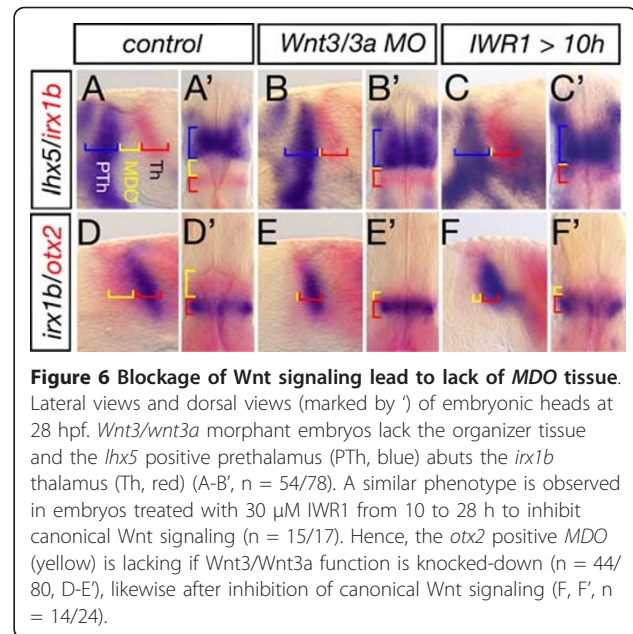 control Wnt3/3a MO IWR1 > 10h
lhx5/irx1b
A A' B B' C C'
PTh MDO Th
irx1b/otx2
D D' E E' F F'
Figure 6 Blockage of Wnt signaling lead to lack of MDO tissue.
Lateral views and dorsal views (marked by ‘) of embryonic heads at
28 hpf. Wnt3/wnt3a morphant embryos lack the organizer tissue
and the lhx5 positive prethalamus (PTh, blue) abuts the irx1b
thalamus (Th, red) (A-B’, n = 54/78). A similar phenotype is observed
in embryos treated with 30 μM IWR1 from 10 to 28 h to inhibit
canonical Wnt signaling (n = 15/17). Hence, the otx2 positive MDO
(yellow) is lacking if Wnt3/Wnt3a function is knocked-down (n = 44/
80, D-E’), likewise after inhibition of canonical Wnt signaling (F, F’, n
= 14/24).